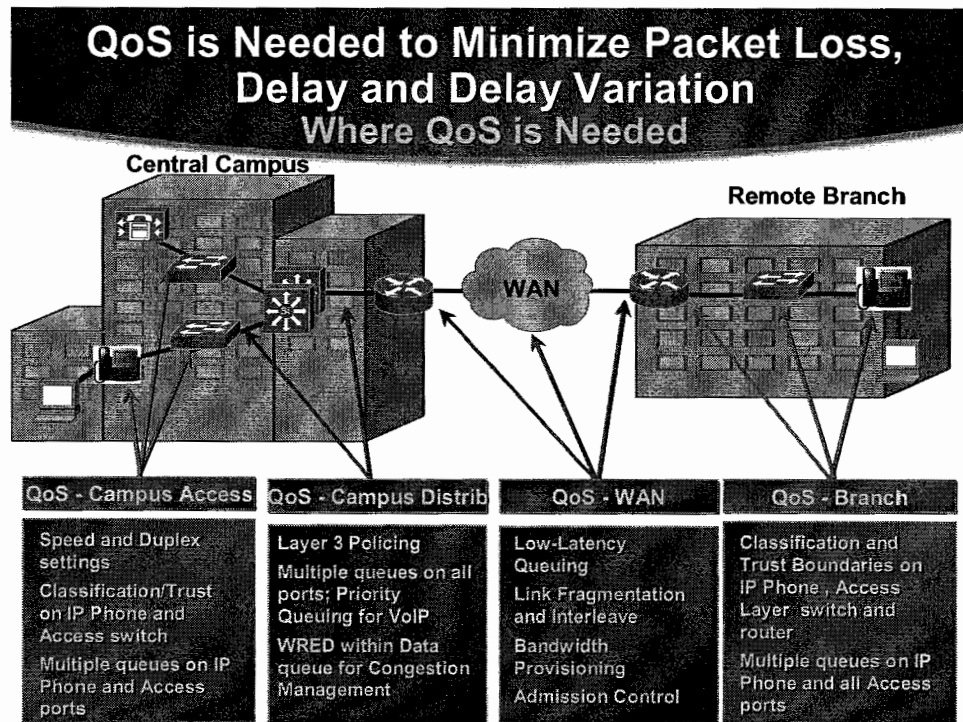 QoS is Needed to Minimize Packet Loss,
Delay and Delay Variation
Where QoS is Needed
Central Campus
Remote Branch
WAN
Si
QoS - Campus Access
Speed and Duplex
settings
Classification/Trust
on IP Phone and
Access switch
Multiple queues on IP
Phone and Access
ports
QoS - Campus Distrib
Layer 3 Policing
Multiple queues on all
ports; Priority
Queuing for VoIP
WRED within Data
queue for Congestion
Management
QoS - WAN
Low-Latency
Queuing
Link Fragmentation
and Interleave
Bandwidth
Provisioning
Admission Control
QoS - Branch
Classification and
Trust Boundaries on
IP Phone , Access
Layer switch and
router
Multiple queues on IP
Phone and all Access
ports